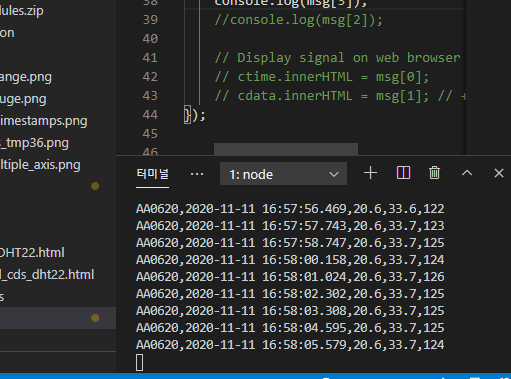 dules.zip
on
ange.png
uge.png
imestamps.png
s_tmp36.png
ltiple_axis.png
DHT22.html
l_cds_dht22.html
s
38 console.log(msg[3]);
39 //console.log(msg[2]);
40
41 // Display signal on web browser
42 // ctime.innerHTML = msg[0];
43 // cdata.innerHTML = msg[1]; // +
44 });
45
46
터미널 ··· 1: node
AA0620,2020-11-11 16:57:56.469,20.6,33.6,122
AA0620,2020-11-11 16:57:57.743,20.6,33.7,123
AA0620,2020-11-11 16:57:58.747,20.6,33.7,125
AA0620,2020-11-11 16:58:00.158,20.6,33.7,124
AA0620,2020-11-11 16:58:01.024,20.6,33.7,126
AA0620,2020-11-11 16:58:02.302,20.6,33.7,125
AA0620,2020-11-11 16:58:03.308,20.6,33.7,125
AA0620,2020-11-11 16:58:04.595,20.6,33.7,125
AA0620,2020-11-11 16:58:05.579,20.6,33.7,124